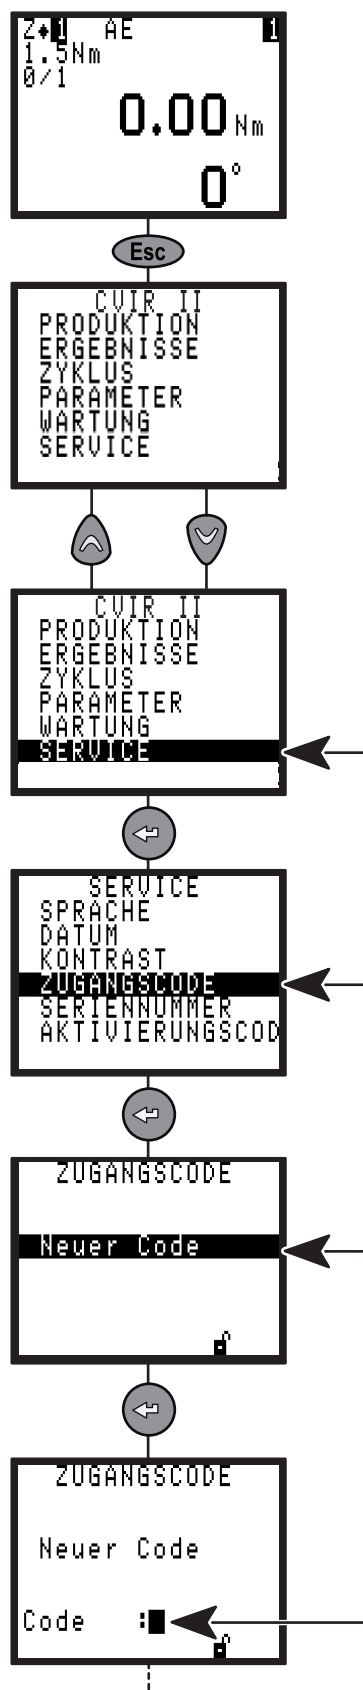 Z 1 AE 1
1.5Nm
0/1
0.00 Nm
0°
Esc
CVIR II
PRODUKTION
ERGEBNISSE
ZYKLUS
PARAMETER
WARTUNG
SERVICE
CVIR II
PRODUKTION
ERGEBNISSE
ZYKLUS
PARAMETER
WARTUNG
SERVICE
SERVICE
SPRACHE
DATUM
KONTRAST
ZUGANGSCODE
SERIENNUMMER
AKTIVIERUNGSCOD
ZUGANGSCODE
Neuer Code
ZUGANGSCODE
Neuer Code
Code :